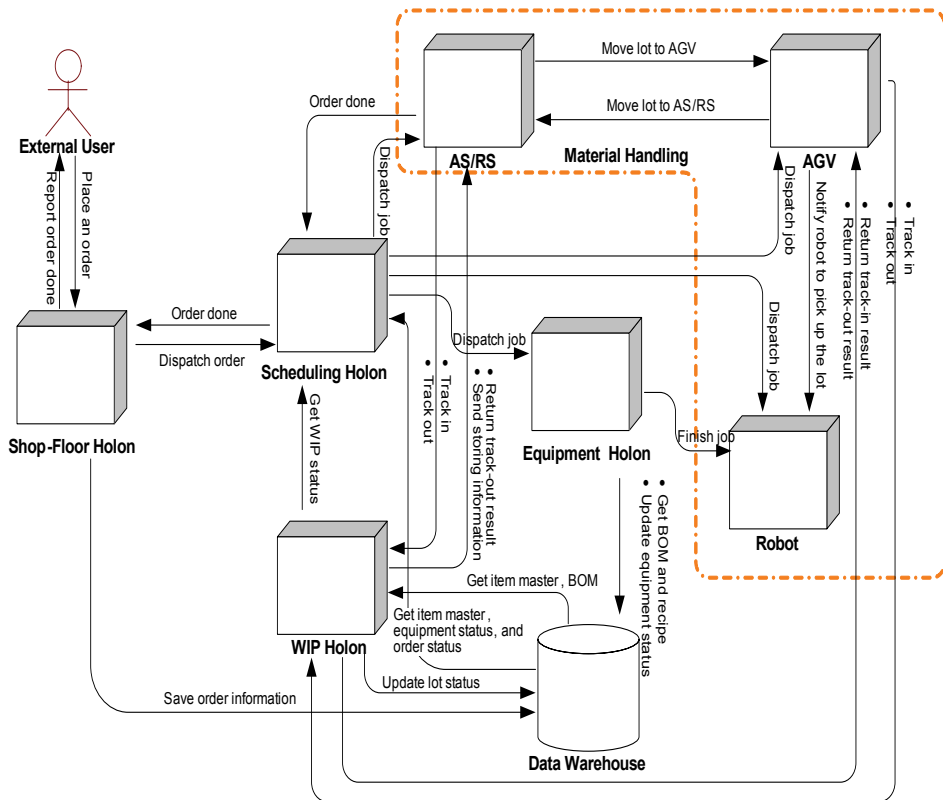 Move lot to AGV
Order done
Move lot to AS/RS
External User
AS/RS
Material Handling
AGV
Dispatch job
Place an order
Report order done
Dispatch job
Notify robot to pick up the lot
• Return track-in result
• Return track-out result
• Track in
• Track out
Order done
Dispatch order
Scheduling Holon
Dispatch job
Dispatch job
Shop-Floor Holon
Get WIP status
• Track in
• Track out
• Return track-out result
• Send storing information
Equipment Holon
Finish job
Robot
• Get BOM and recipe
• Update equipment status
Get item master , BOM
Get item master ,
equipment status, and
order status
WIP Holon
Update lot status
Save order information
Data Warehouse